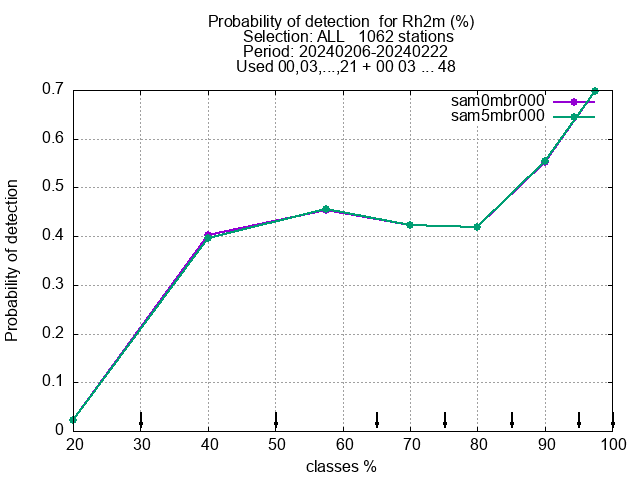 Probability of detection  for Rh2m (%)
Selection: ALL   1062 stations
Period: 20240206-20240222
Used 00,03,...,21 + 00 03 ... 48
sam0mbr000
sam5mbr000
0.7
0.6
0.5
0.4
0.3
0.2
0.1
0
Probability of detection
20 30 40 50 60 70 80 90 100
classes %